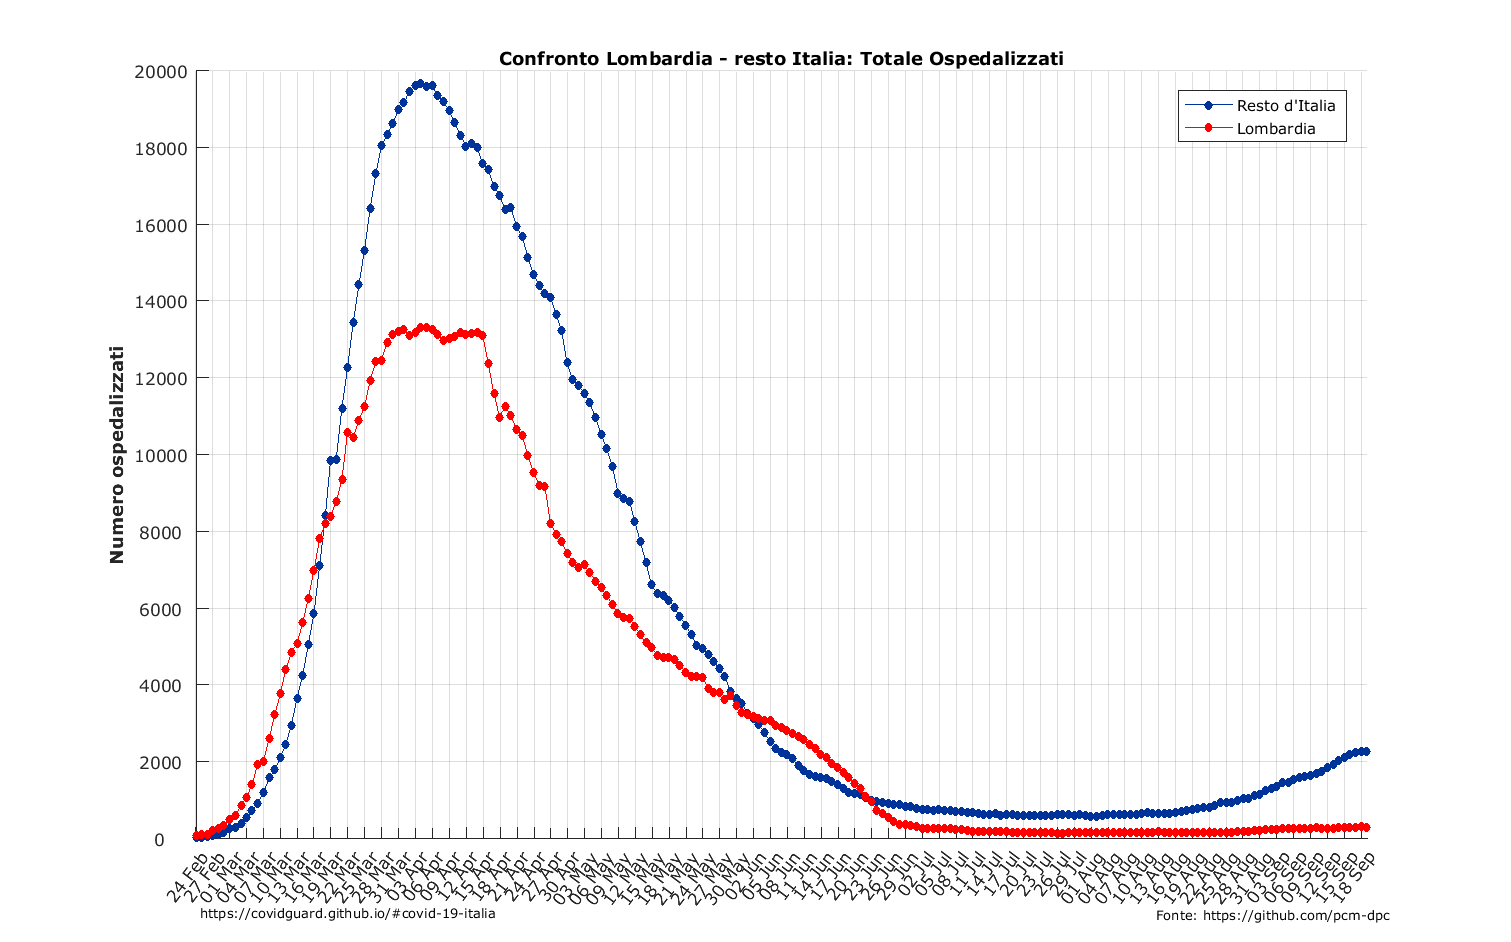 Confronto Lombardia - resto Italia: Totale Ospedalizzati
Resto d'Italia
Lombardia
Numero ospedalizzati
20000
18000
16000
14000
12000
10000
8000
6000
4000
2000
0
24 Feb
27 Feb
01 Mar
04 Mar
07 Mar
10 Mar
13 Mar
16 Mar
19 Mar
22 Mar
25 Mar
28 Mar
31 Mar
03 Apr
06 Apr
09 Apr
12 Apr
15 Apr
18 Apr
21 Apr
24 Apr
27 Apr
30 Apr
03 May
06 May
09 May
12 May
15 May
18 May
21 May
24 May
27 May
30 May
02 Jun
05 Jun
08 Jun
11 Jun
14 Jun
17 Jun
20 Jun
23 Jun
26 Jun
29 Jun
02 Jul
05 Jul
08 Jul
11 Jul
14 Jul
17 Jul
20 Jul
23 Jul
26 Jul
29 Jul
01 Aug
04 Aug
07 Aug
10 Aug
13 Aug
16 Aug
19 Aug
22 Aug
25 Aug
28 Aug
31 Aug
03 Sep
06 Sep
09 Sep
12 Sep
15 Sep
18 Sep
https://covidguard.github.io/#covid-19-italia
Fonte: https://github.com/pcm-dpc